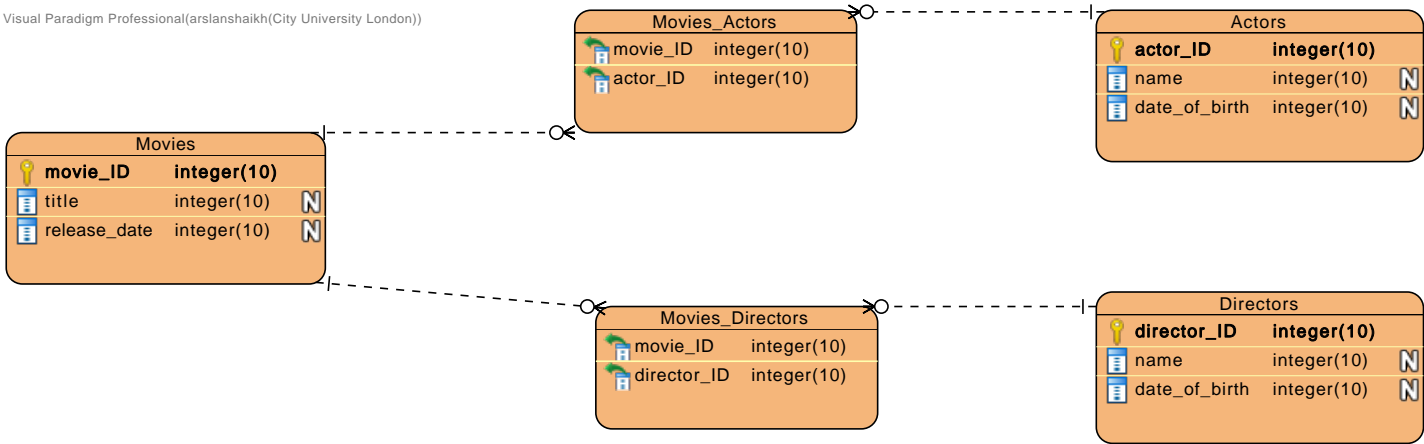 Visual Paradigm Professional(arslanshaikh(City University London))
Movies_Actors
movie_ID integer(10)
actor_ID integer(10)
Actors
actor_ID integer(10)
name integer(10) N
date_of_birth integer(10) N
Movies
movie_ID integer(10)
title integer(10) N
release_date integer(10) N
Movies_Directors
movie_ID integer(10)
director_ID integer(10)
Directors
director_ID integer(10)
name integer(10) N
date_of_birth integer(10) N